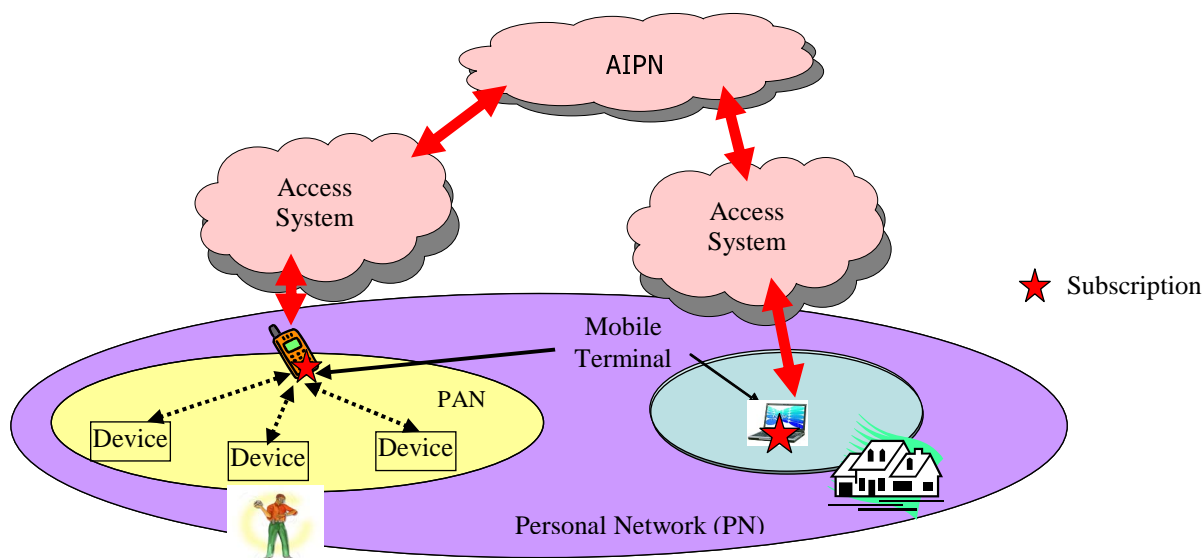 AIPN
Access
System
Access
System
Subscription
Mobile
Terminal
PAN
Device
Device
Device
Personal Network (PN)